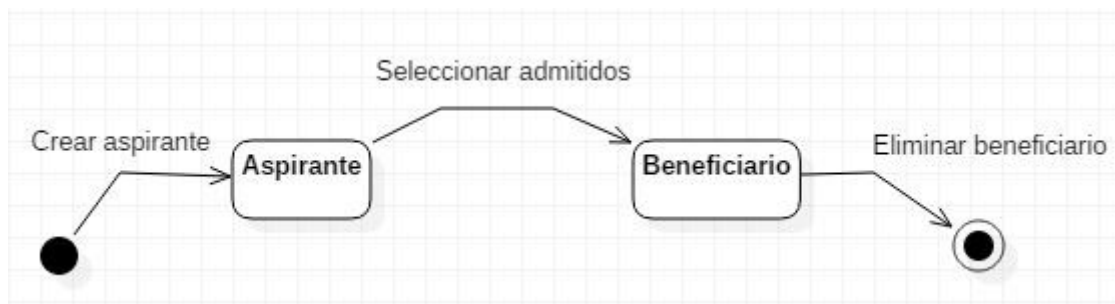 Seleccionar admitidos
Crear aspirante
Eliminar beneficiario
Aspirante
Beneficiario